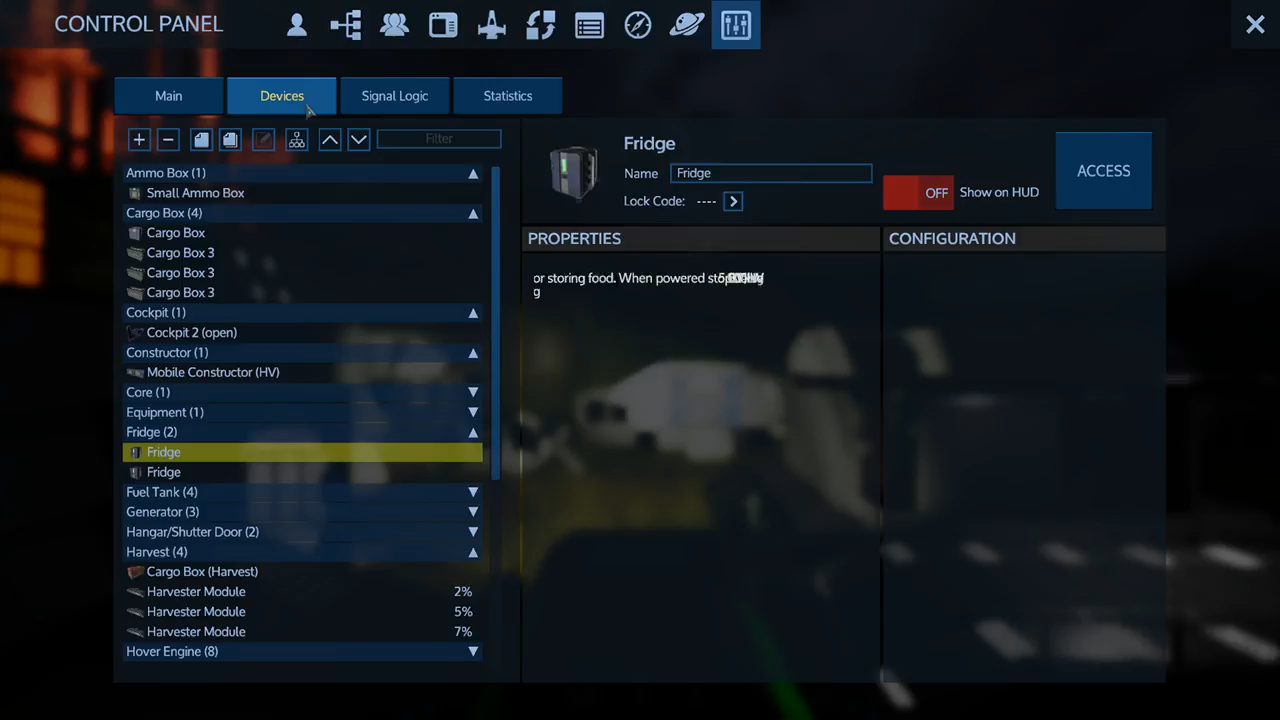 CONTROL PANEL
Main
Devices
Signal Logic
Statistics
Filter
Ammo Box (1)
Small Ammo Box
Cargo Box (4)
Cargo Box
Cargo Box 3
Cargo Box 3
Cargo Box 3
Cockpit (1)
Cockpit 2 (open)
Constructor (1)
Mobile Constructor (HV)
Core (1)
Equipment (1)
Fridge (2)
Fridge
Fridge
Fuel Tank (4)
Generator (3)
Hangar/Shutter Door (2)
Harvest (4)
Cargo Box (Harvest)
Harvester Module 2%
Harvester Module 5%
Harvester Module 7%
Hover Engine (8)
Fridge
Name Fridge
Lock Code: ----
OFF Show on HUD
ACCESS
PROPERTIES
or storing food. When powered
g
CONFIGURATION